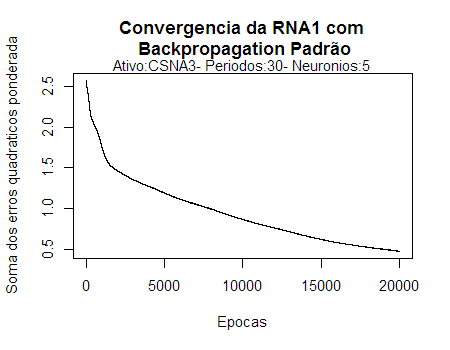 Convergencia da RNA1 com
Backpropagation Padrão
Ativo:CSNA3- Periodos:30- Neuronios:5
Soma dos erros quadraticos ponderada
2.5
2.0
1.5
1.0
0.5
0 5000 10000 15000 20000
Epocas